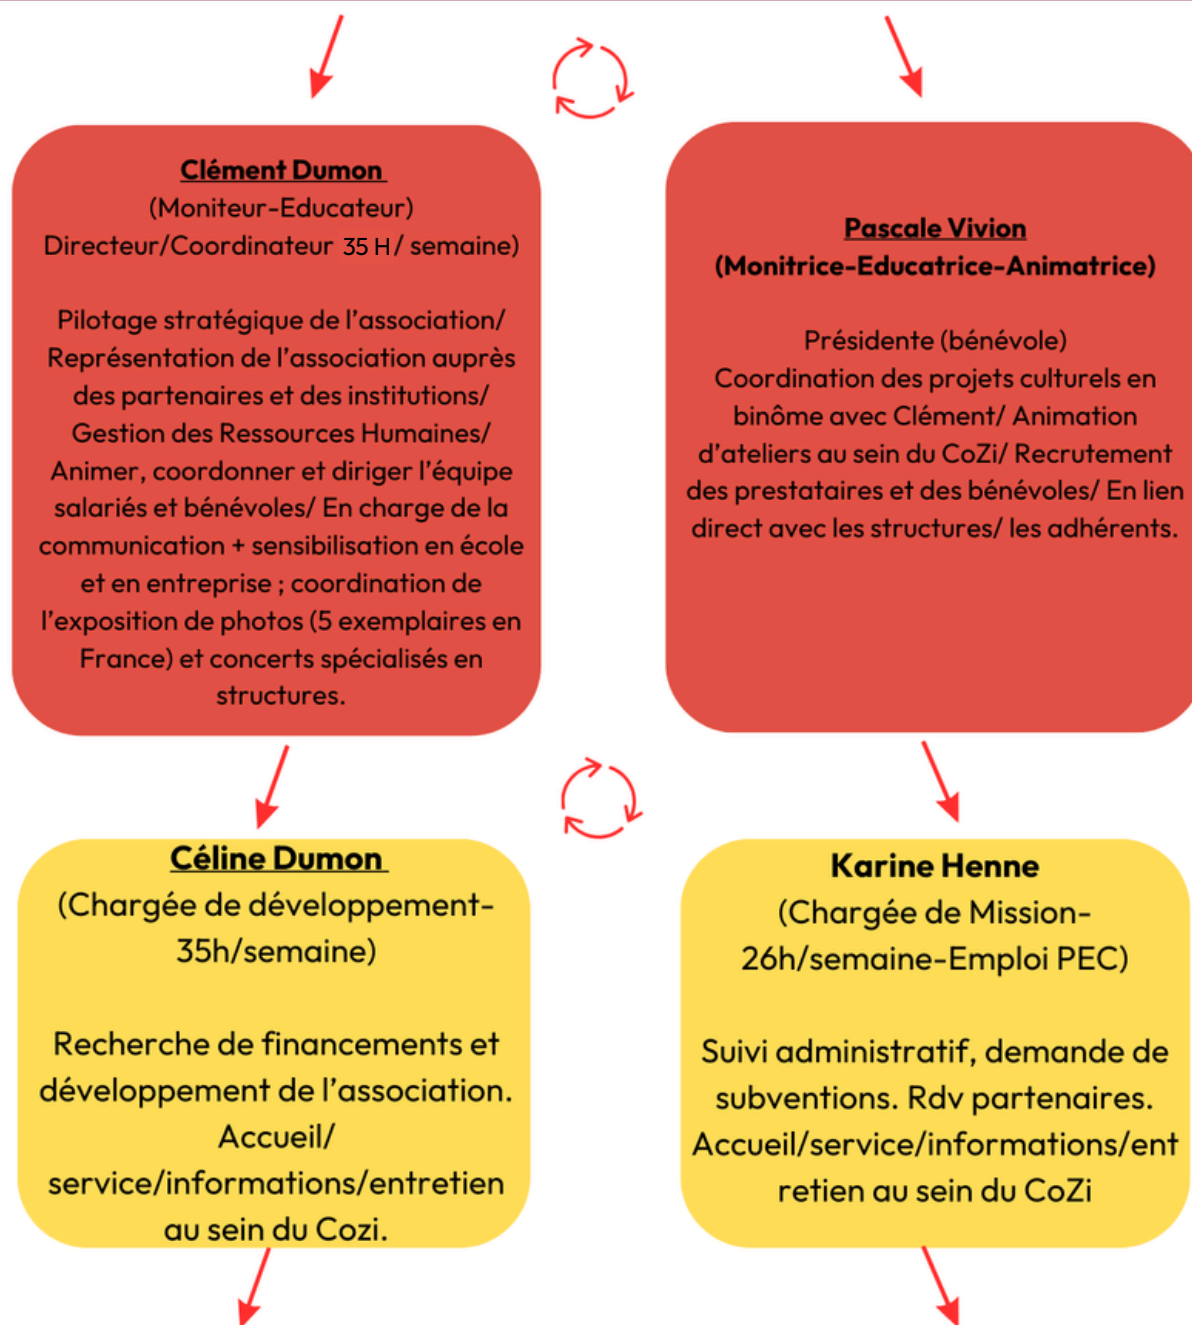 Clément Dumon
(Moniteur-Educateur)
Directeur/Coordinateur 35 H / semaine)
Pilotage stratégique de l'association/
Représentation de l'association auprès
des partenaires et des institutions/
Gestion des Ressources Humaines/
Animer, coordonner et diriger l'équipe
salariés et bénévoles/ En charge de la
communication + sensibilisation en école
et en entreprise ; coordination de
l'exposition de photos (5 exemplaires en
France) et concerts spécialisés en
structures.
Pascale Vivion
(Monitrice-Educatrice-Animatrice)
Présidente (bénévole)
Coordination des projets culturels en
binôme avec Clément/ Animation
d'ateliers au sein du CoZi/ Recrutement
des prestataires et des bénévoles/ En lien
direct avec les structures/ les adhérents.
Céline Dumon
(Chargée de développement-
35h/semaine)
Recherche de financements et
développement de l'association.
Accueil/
service/informations/entretien
au sein du Cozi.
Karine Henne
(Chargée de Mission-
26h/semaine-Emploi PEC)
Suivi administratif, demande de
subventions. Rdv partenaires.
Accueil/service/informations/ent
retien au sein du CoZi